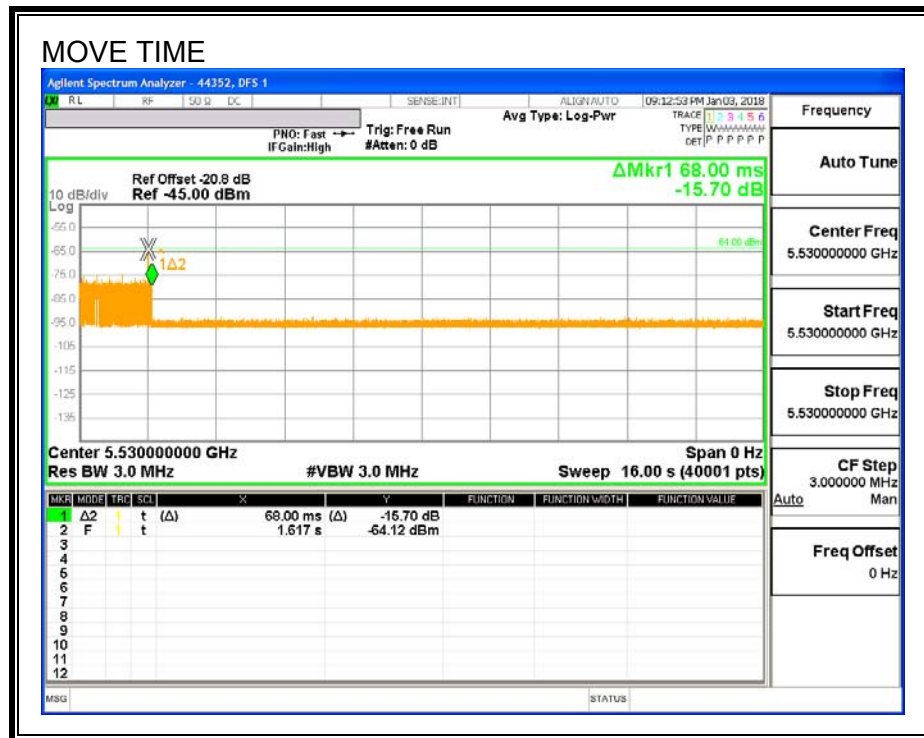 MOVE TIME
Agilent Spectrum Analyzer - 44352, DFS 1
RL RF 50 Ω DC SENSE:INT ALIGN AUTO 09:12:53 PM Jan 03, 2018
Avg Type: Log-Pwr
TRACE 1 2 3 4 5 6
TYPE
DET P P P P P P
PNO: Fast
IFGain:High
Trig: Free Run
#Atten: 0 dB
ΔMkr1 68.00 ms
-15.70 dB
Ref Offset -20.8 dB
Ref -45.00 dBm
10 dB/div
Log
-55.0
-65.0
-75.0
-85.0
-95.0
-105
-115
-125
-135
-64.00 dBm
1Δ2
Center 5.530000000 GHz
Span 0 Hz
Res BW 3.0 MHz
#VBW 3.0 MHz
Sweep 16.00 s (40001 pts)
MKR MODE TRC SCL X Y FUNCTION FUNCTION WIDTH FUNCTION VALUE
1 Δ2 1 t (Δ) 68.00 ms (Δ) -15.70 dB
2 F 1 t 1.617 s -64.12 dBm
3
4
5
6
7
8
9
10
11
12
MSG
STATUS
Frequency
Auto Tune
Center Freq
5.530000000 GHz
Start Freq
5.530000000 GHz
Stop Freq
5.530000000 GHz
CF Step
3.000000 MHz
Auto Man
Freq Offset
0 Hz